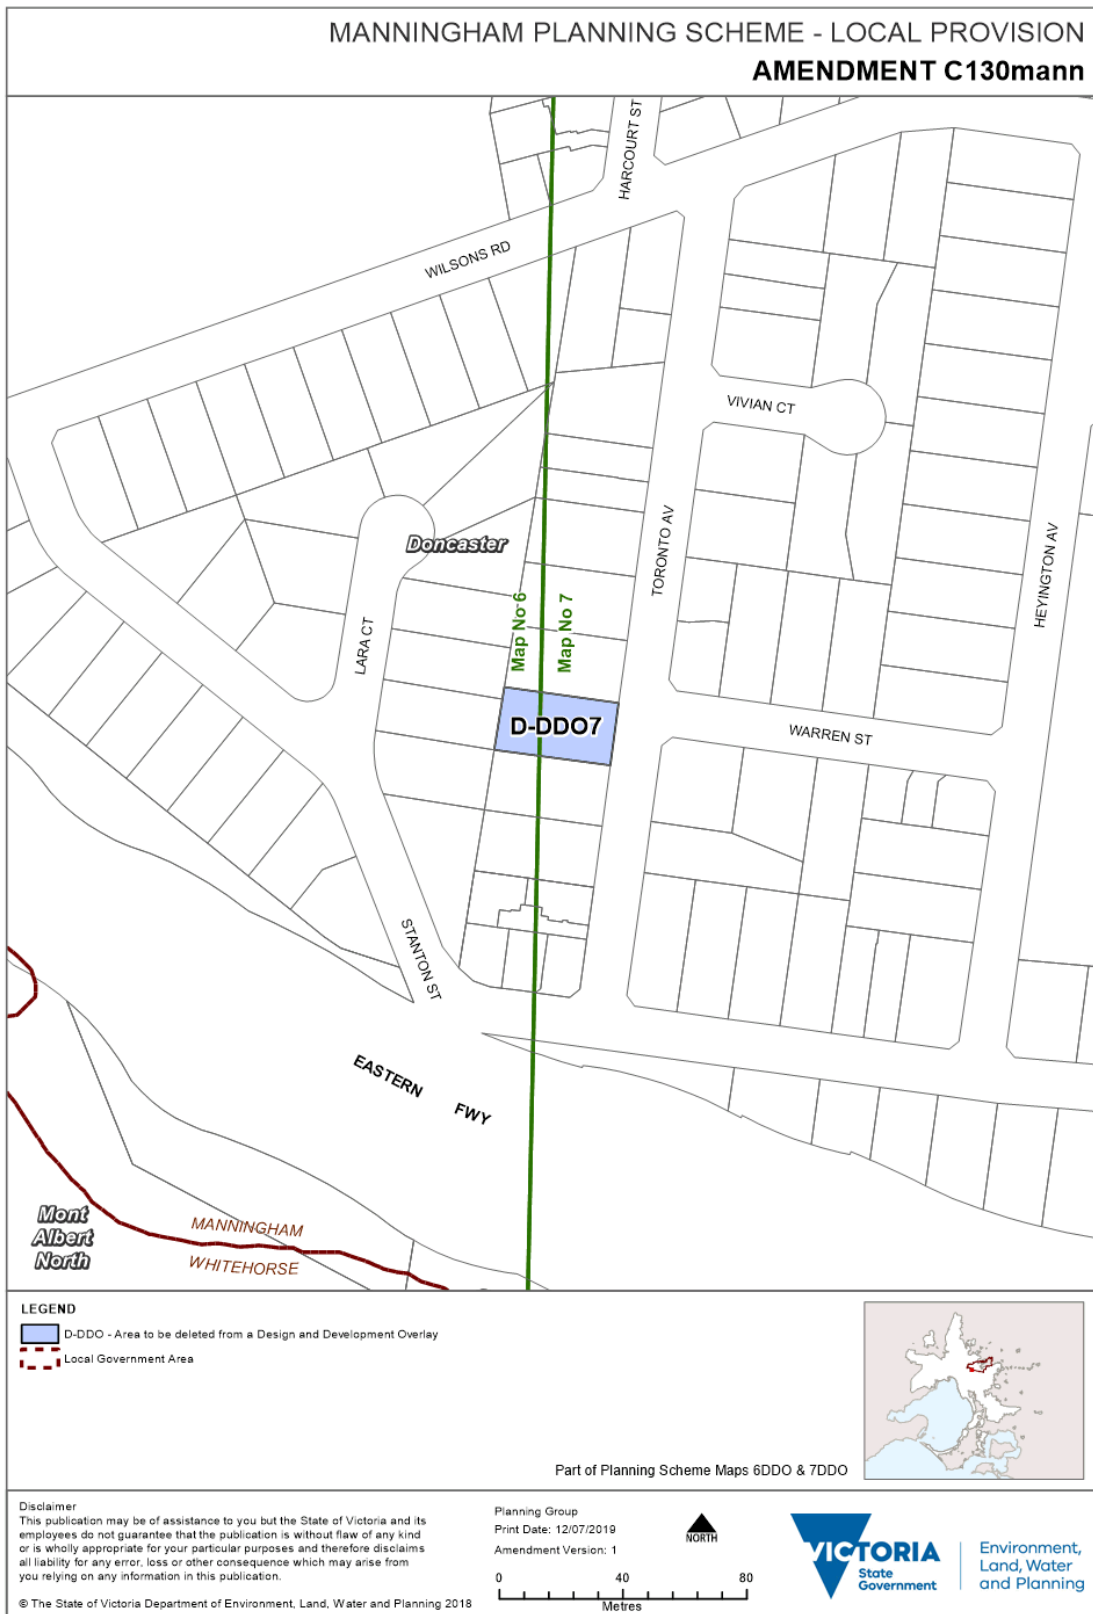 MANNINGHAM PLANNING SCHEME - LOCAL PROVISION
AMENDMENT C130mann
HARCOURT ST
WILSONS RD
VIVIAN CT
TORONTO AV
HEYINGTON AV
Doncaster
LARA CT
Map No 6
Map No 7
D-DDO7
WARREN ST
STANTON ST
EASTERN FWY
Mont
Albert
North
MANNINGHAM
WHITEHORSE
LEGEND
D-DDO - Area to be deleted from a Design and Development Overlay
Local Government Area
Part of Planning Scheme Maps 6DDO & 7DDO
Disclaimer
This publication may be of assistance to you but the State of Victoria and its
employees do not guarantee that the publication is without flaw of any kind
or is wholly appropriate for your particular purposes and therefore disclaims
all liability for any error, loss or other consequence which may arise from
you relying on any information in this publication.
© The State of Victoria Department of Environment, Land, Water and Planning 2018
Planning Group
Print Date: 12/07/2019
Amendment Version: 1
NORTH
0 40 80
Metres
VICTORIA
State
Government
Environment,
Land, Water
and Planning